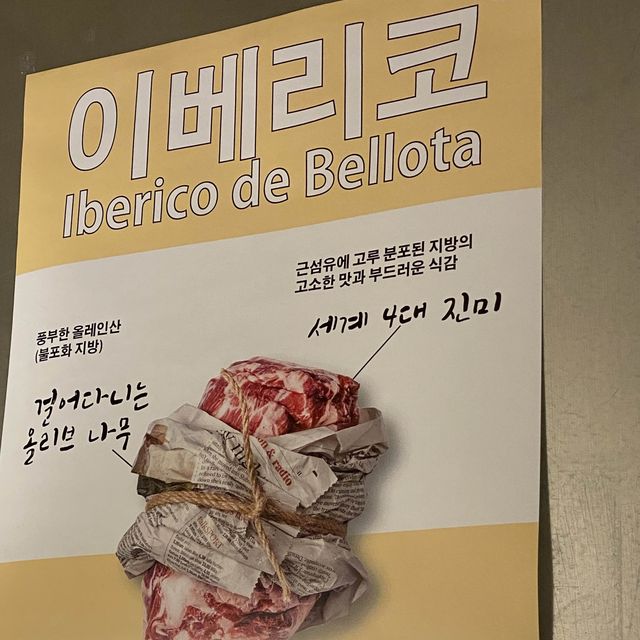 이베리코
Iberico de Bellota
근섬유에 고루 분포된 지방의
고소한 맛과 부드러운 식감
세계 4대 진미
풍부한 올레인산
(불포화 지방)
걸어다니는
올리브 나무
& radio